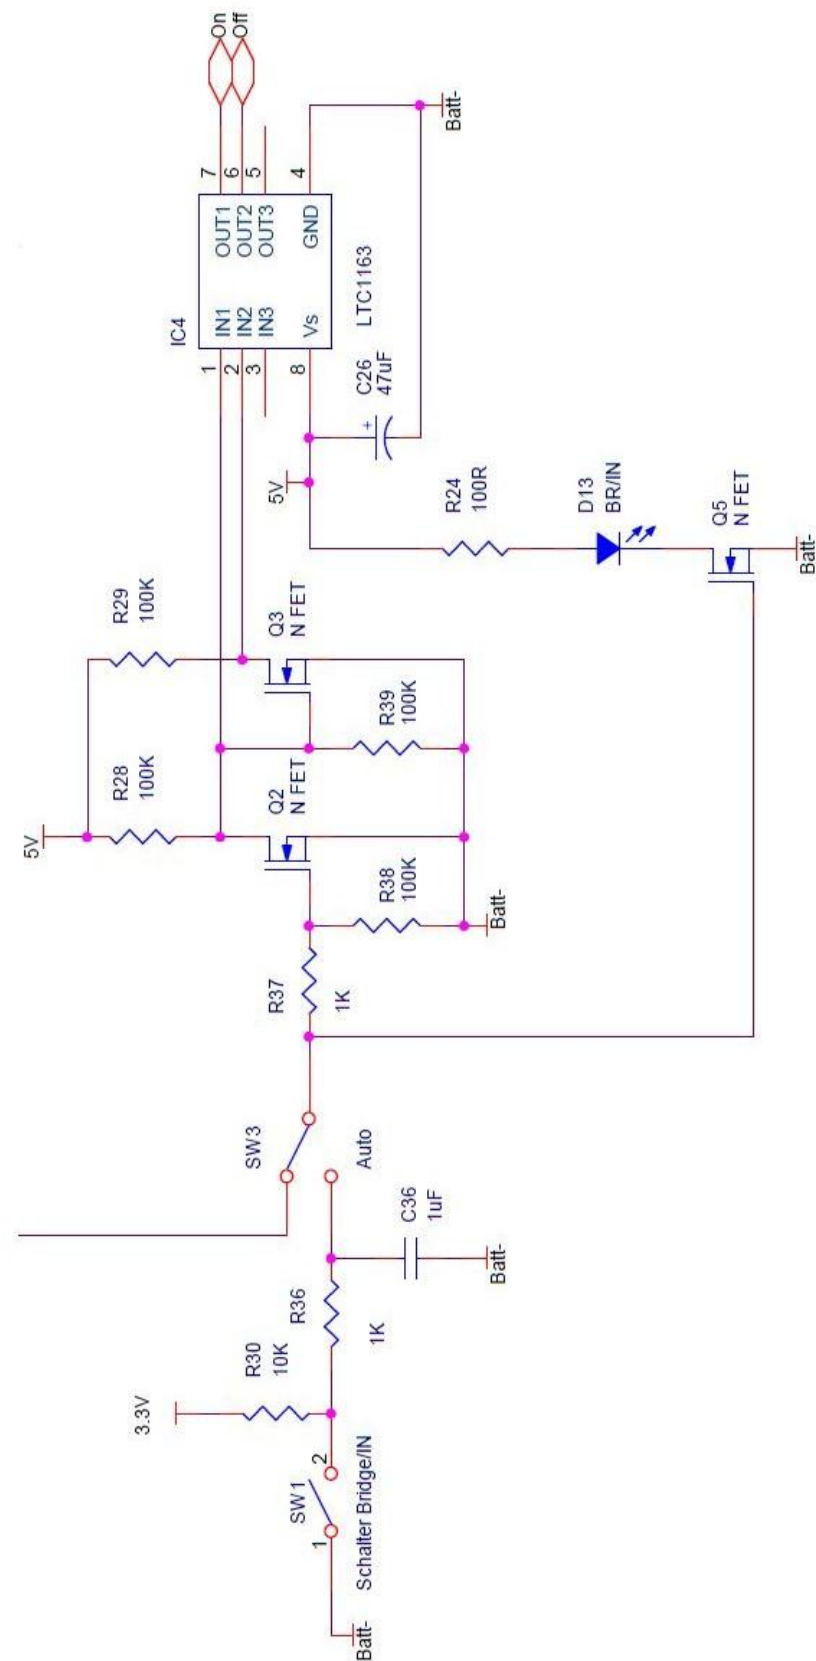 On
Off
7
6
5
4
OUT1
OUT2
OUT3
GND
IC4
IN1
IN2
IN3
Vs
LTC1163
1
2
3
8
C26
47uF
+
Batt-
5V
R24
100R
D13
BR/IN
Q5
N FET
Batt-
R29
100K
Q3
N FET
R39
100K
R28
100K
Q2
N FET
R38
100K
5V
Batt-
R37
1K
SW3
Auto
C36
1uF
Batt-
R36
1K
R30
10K
3.3V
SW1
1
2
Schalter Bridge/IN
Batt-